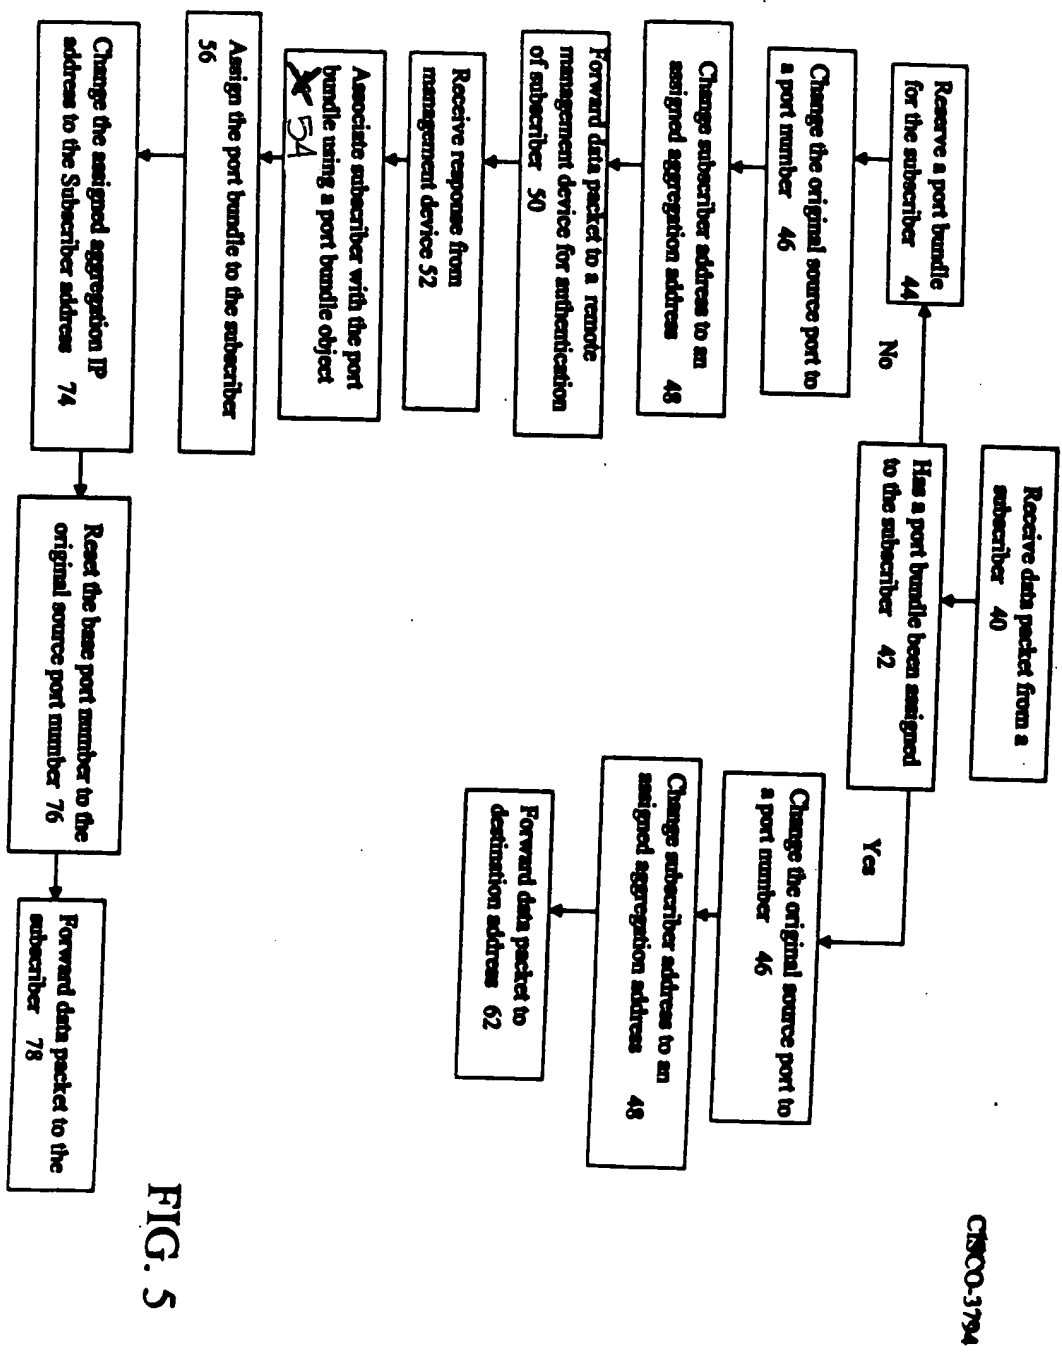 CISCO-3794
Receive data packet from a
subscriber 40
Has a port bundle been assigned
to the subscriber 42
No
Yes
Reserve a port bundle
for the subscriber 44
Change the original source port to
a port number 46
Change subscriber address to an
assigned aggregation address 48
Forward data packet to a remote
management device for authentication
of subscriber 50
Receive response from
management device 52
Associate subscriber with the port
bundle using a port bundle object
54
Assign the port bundle to the subscriber
56
Change the assigned aggregation IP
address to the Subscriber address 74
Reset the base port number to the
original source port number 76
Forward data packet to the
subscriber 78
Change the original source port to
a port number 46
Change subscriber address to an
assigned aggregation address 48
Forward data packet to
destination address 62
FIG. 5